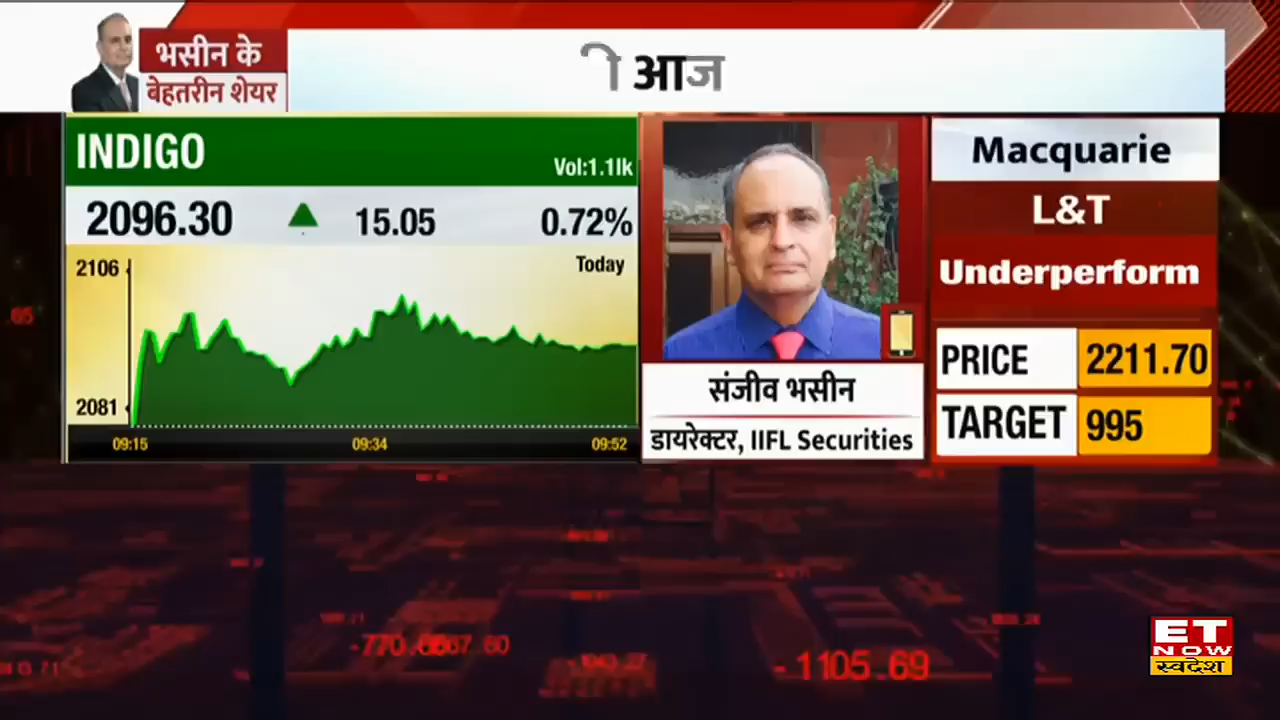 भसीन के
बेहतरीन शेयर
ी आज
INDIGO
Vol:1.1lk
2096.30 ▲ 15.05 0.72%
2106
Today
2081
09:15 09:34 09:52
संजीव भसीन
डायरेक्टर, IIFL Securities
Macquarie
L&T
Underperform
PRICE 2211.70
TARGET 995
- 1105.69
ET
NOW
स्वदेश